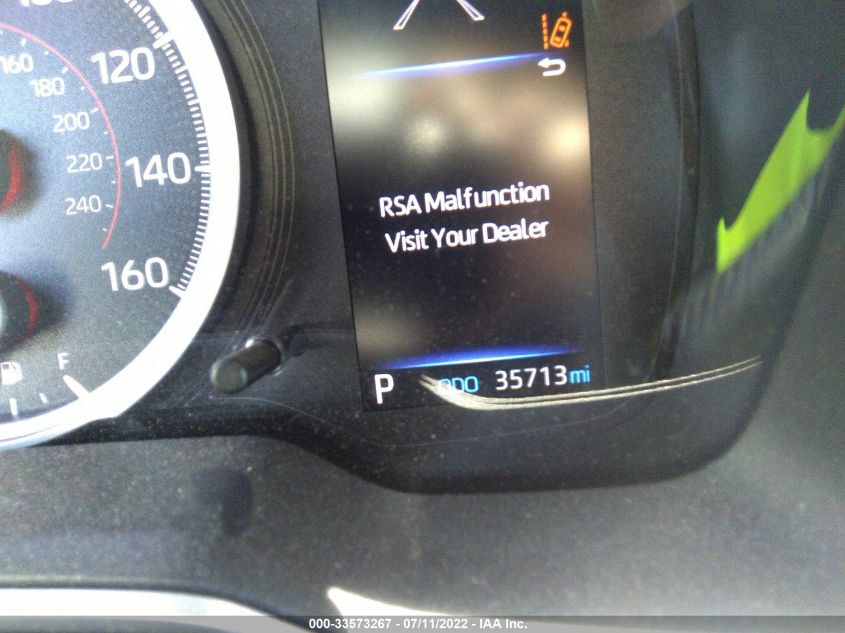 120
160
180
140
200
220
240
160
F
RSA Malfunction
Visit Your Dealer
P ODO 35713 mi
000-33573267 - 07/11/2022 - IAA Inc.